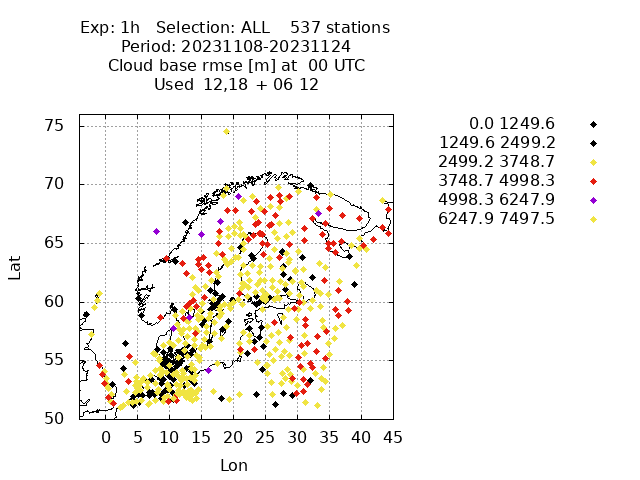 Exp: 1h Selection: ALL 537 stations
Period: 20231108-20231124
Cloud base rmse [m] at 00 UTC
Used 12,18 + 06 12
0.0 1249.6
1249.6 2499.2
2499.2 3748.7
3748.7 4998.3
4998.3 6247.9
6247.9 7497.5
75
70
65
60
55
50
Lat
0 5 10 15 20 25 30 35 40 45
Lon